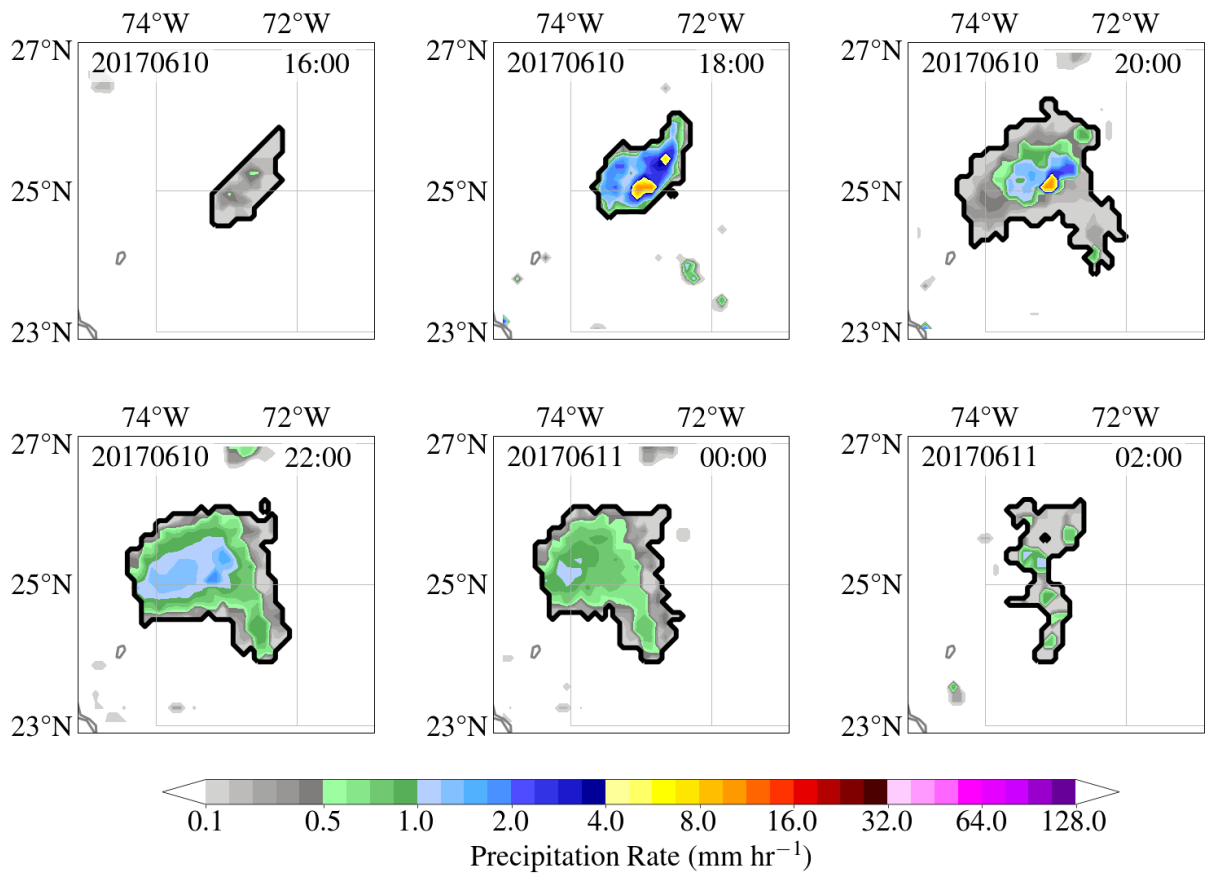 74°W 72°W 74°W 72°W 74°W 72°W
27°N 20170610 16:00 27°N 20170610 18:00 27°N 20170610 20:00
25°N 25°N 25°N
23°N 23°N 23°N
74°W 72°W 74°W 72°W 74°W 72°W
27°N 20170610 22:00 27°N 20170611 00:00 27°N 20170611 02:00
25°N 25°N 25°N
23°N 23°N 23°N
0.1 0.5 1.0 2.0 4.0 8.0 16.0 32.0 64.0 128.0
Precipitation Rate (mm hr⁻¹)